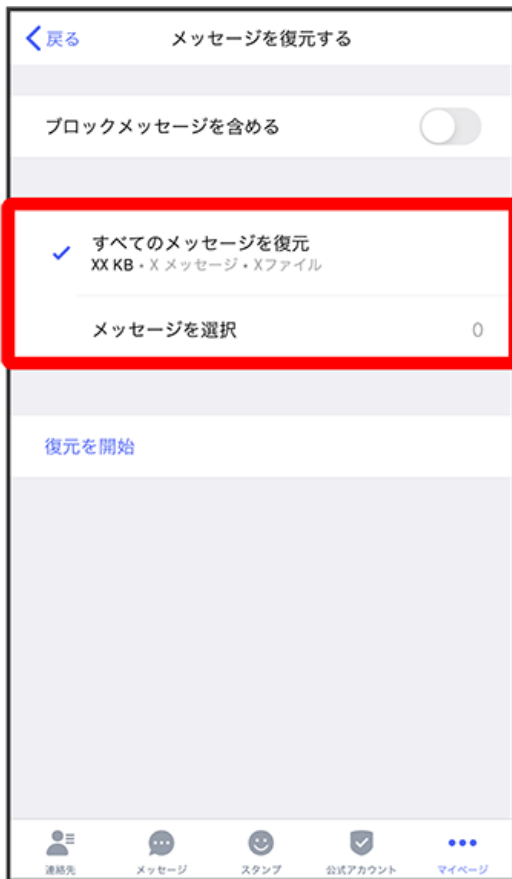 戻る メッセージを復元する
ブロックメッセージを含める
すべてのメッセージを復元
XX KB・X メッセージ・Xファイル
メッセージを選択 0
復元を開始
連絡先 メッセージ スタンプ 公式アカウント マイページ